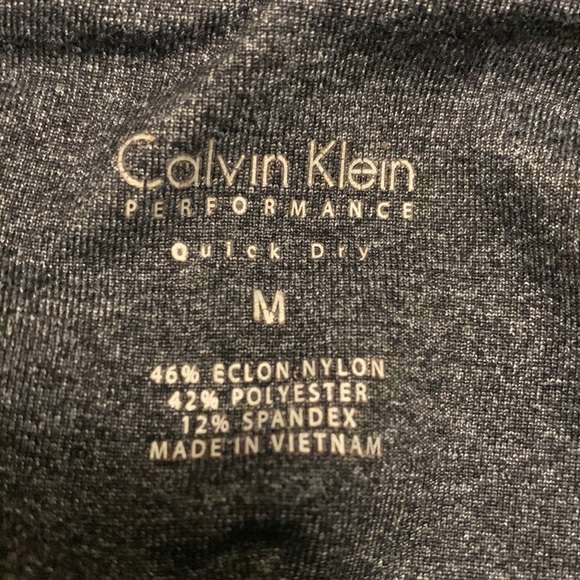 Calvin Klein
PERFORMANCE
Quick Dry
M
46% ECLON NYLON
42% POLYESTER
12% SPANDEX
MADE IN VIETNAM